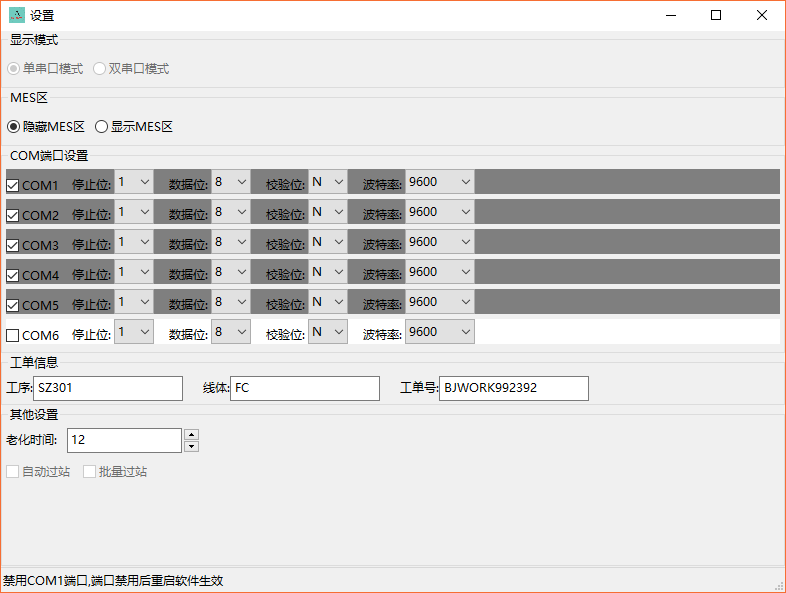 设置
显示模式
单串口模式 双串口模式
MES区
隐藏MES区 显示MES区
COM端口设置
COM1 停止位: 1 数据位: 8 校验位: N 波特率: 9600
COM2 停止位: 1 数据位: 8 校验位: N 波特率: 9600
COM3 停止位: 1 数据位: 8 校验位: N 波特率: 9600
COM4 停止位: 1 数据位: 8 校验位: N 波特率: 9600
COM5 停止位: 1 数据位: 8 校验位: N 波特率: 9600
COM6 停止位: 1 数据位: 8 校验位: N 波特率: 9600
工单信息
工序: SZ301 线体: FC 工单号: BJWORK992392
其他设置
老化时间: 12
自动过站 批量过站
禁用COM1端口,端口禁用后重启软件生效